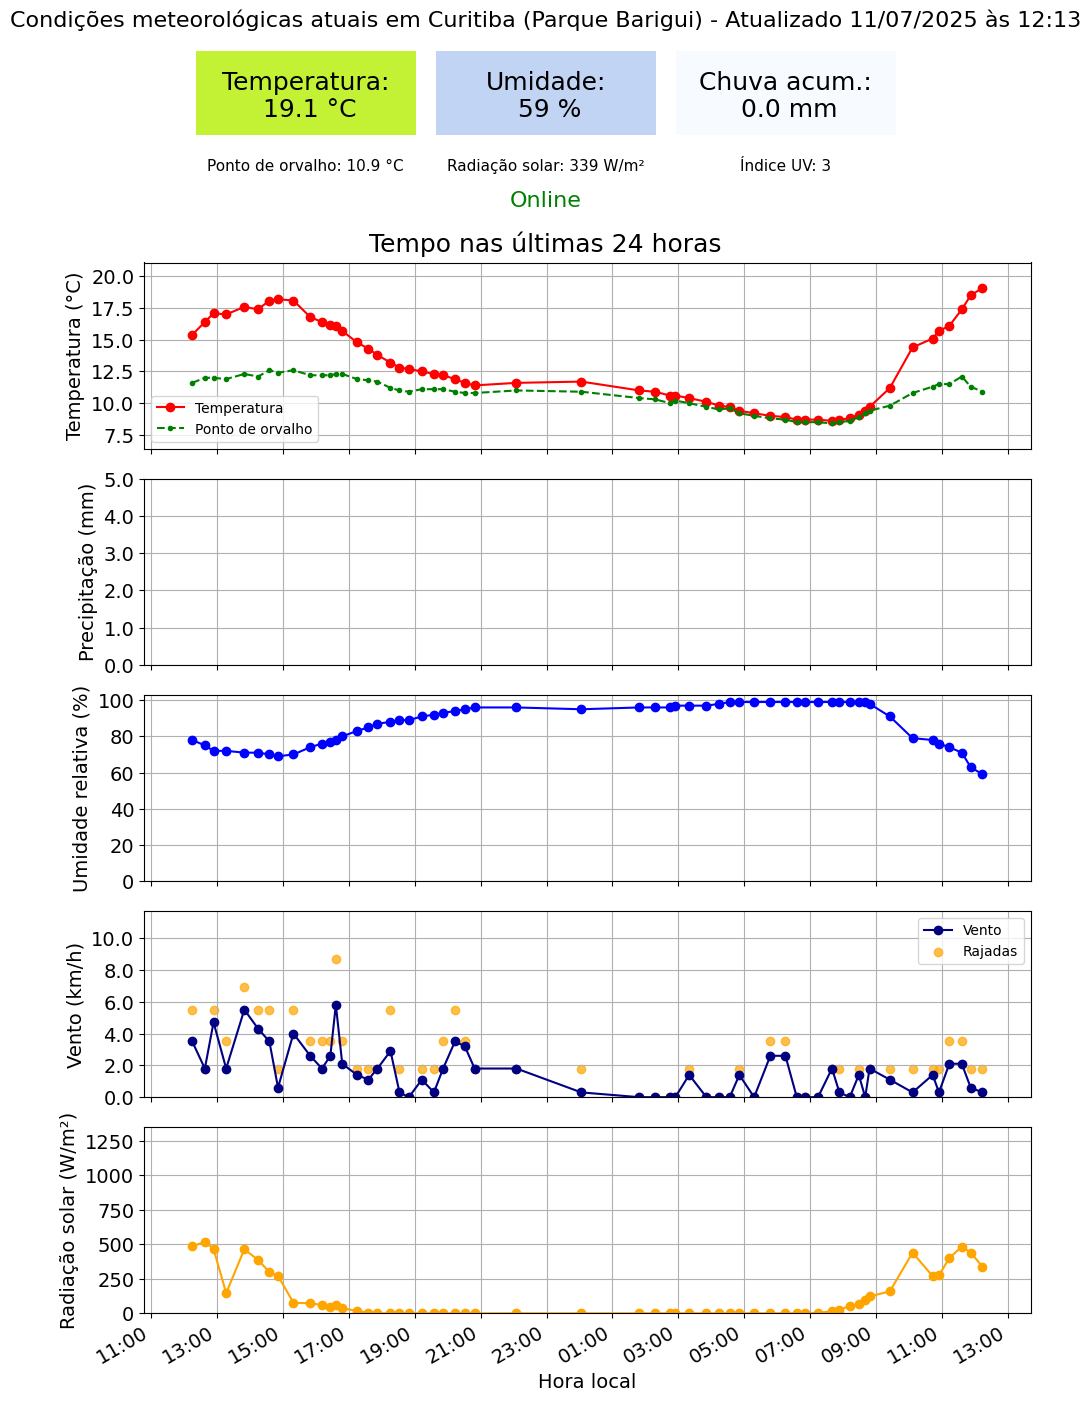 Condições meteorológicas atuais em Curitiba (Parque Barigui) - Atualizado 11/07/2025 às 12:13
Temperatura:
19.1 °C
Umidade:
59 %
Chuva acum.:
0.0 mm
Ponto de orvalho: 10.9 °C
Radiação solar: 339 W/m²
Índice UV: 3
Online
Tempo nas últimas 24 horas
Temperatura (°C)
20.0
17.5
15.0
12.5
10.0
7.5
Temperatura
Ponto de orvalho
Precipitação (mm)
5.0
4.0
3.0
2.0
1.0
0.0
Umidade relativa (%)
100
80
60
40
20
0
Vento (km/h)
10.0
8.0
6.0
4.0
2.0
0.0
Vento
Rajadas
Radiação solar (W/m²)
1250
1000
750
500
250
0
11:00
13:00
15:00
17:00
19:00
21:00
23:00
01:00
03:00
05:00
07:00
09:00
11:00
13:00
Hora local